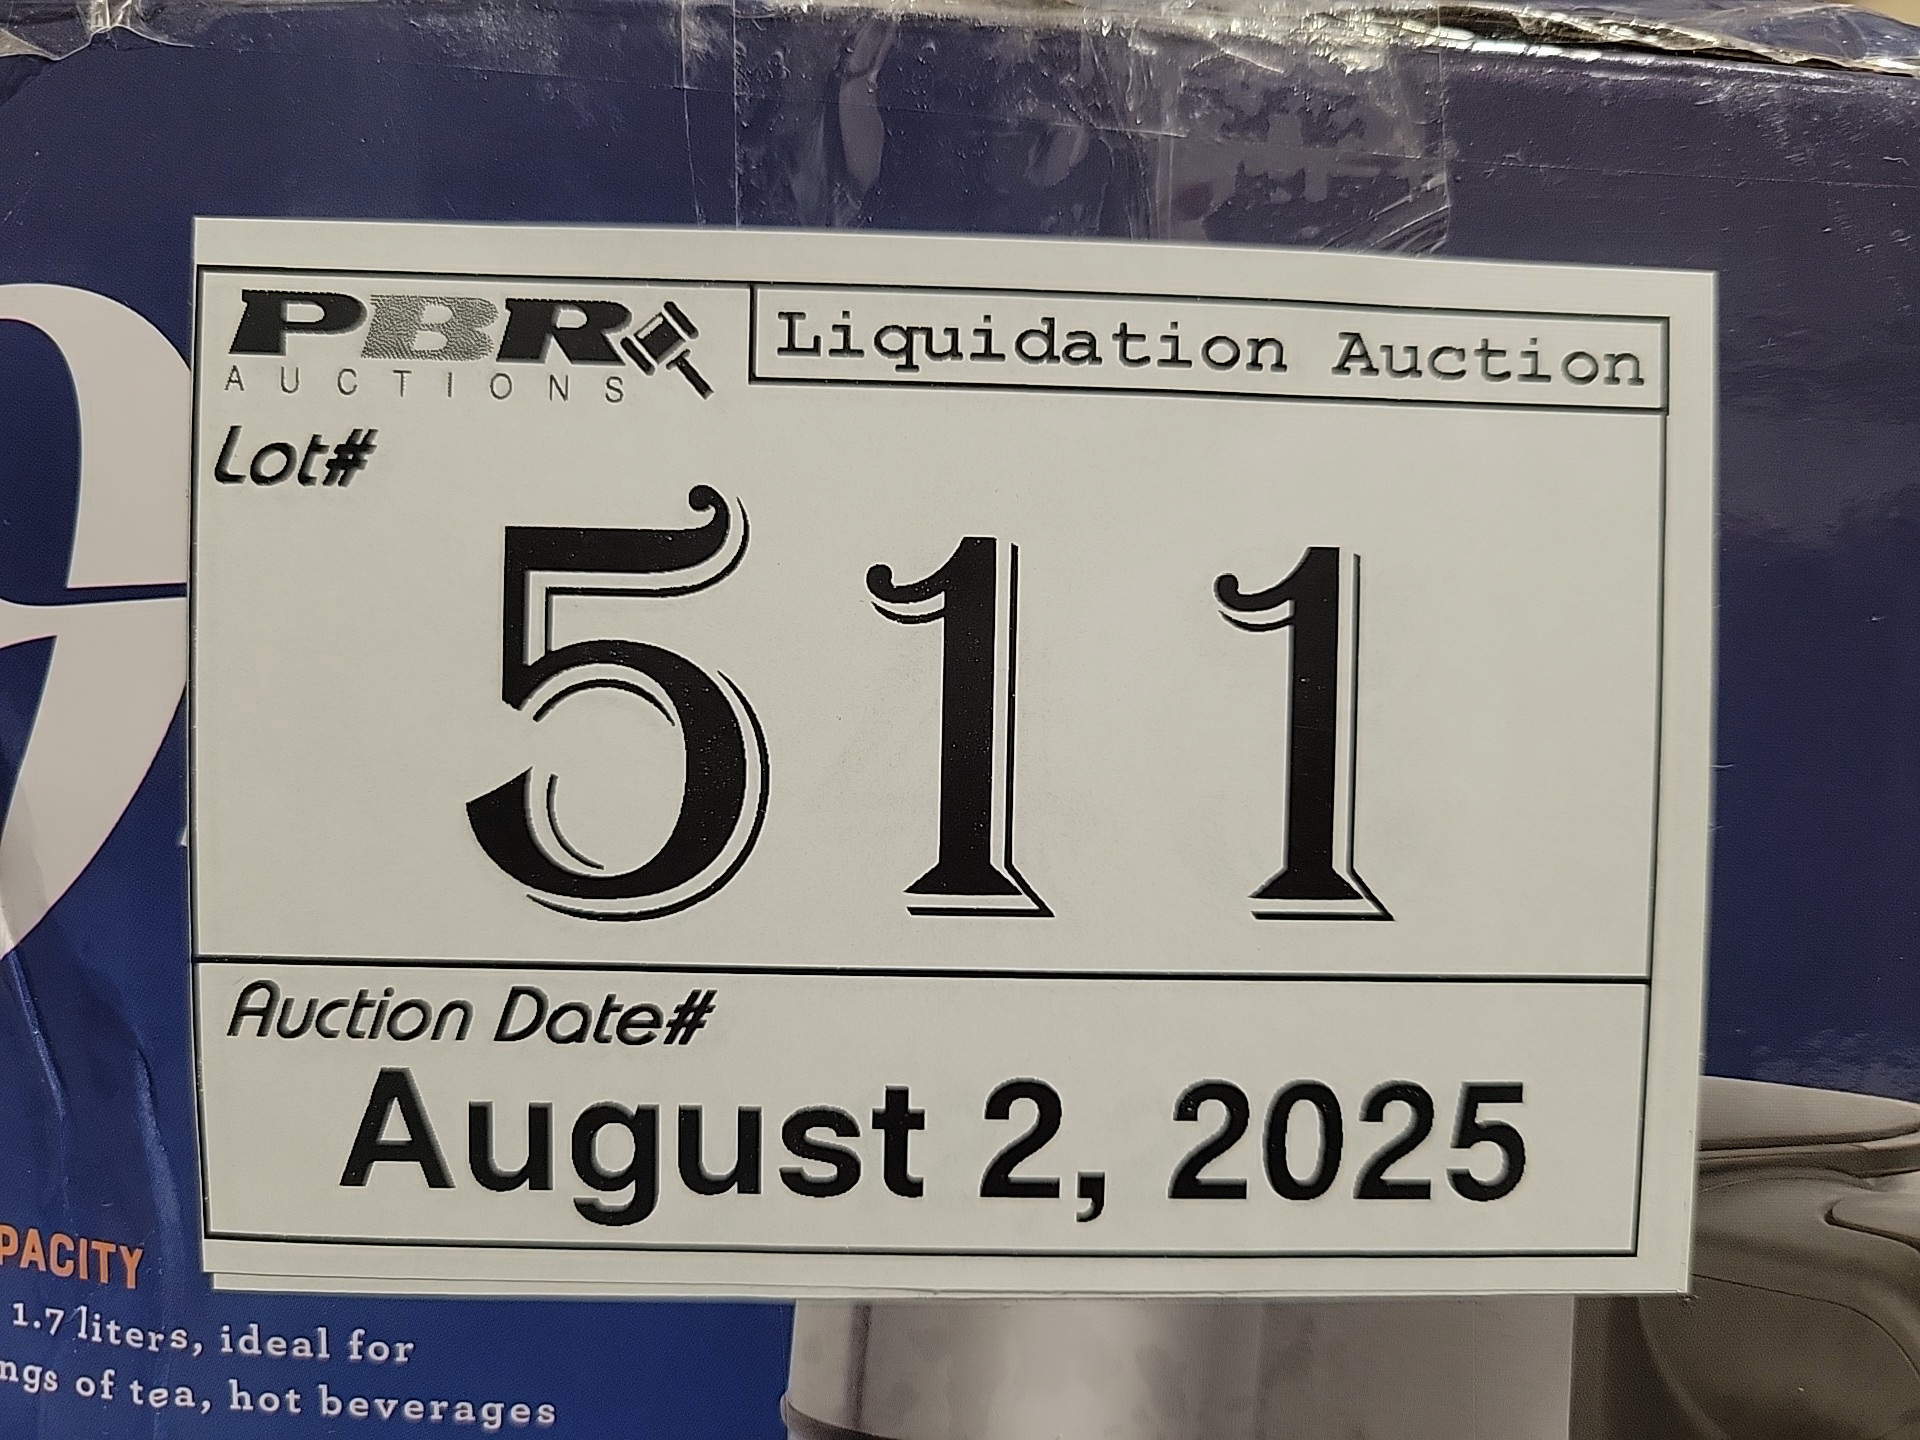 PBR
AUCTIONS
Liquidation Auction
Lot#
511
Auction Date#
August 2, 2025
PACITY
1.7 liters, ideal for
ngs of tea, hot beverages